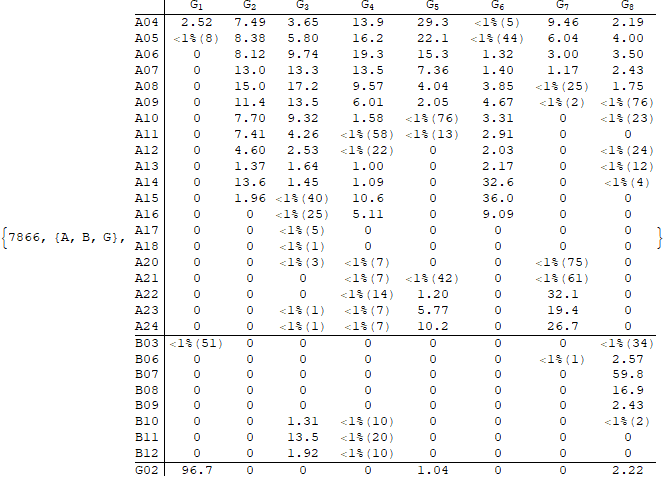 G1 G2 G3 G4 G5 G6 G7 G8
A04 2.52 7.49 3.65 13.9 29.3 <1%(5) 9.46 2.19
A05 <1%(8) 8.38 5.80 16.2 22.1 <1%(44) 6.04 4.00
A06 0 8.12 9.74 19.3 15.3 1.32 3.00 3.50
A07 0 13.0 13.3 13.5 7.36 1.40 1.17 2.43
A08 0 15.0 17.2 9.57 4.04 3.85 <1%(25) 1.75
A09 0 11.4 13.5 6.01 2.05 4.67 <1%(2) <1%(76)
A10 0 7.70 9.32 1.58 <1%(76) 3.31 0 <1%(23)
A11 0 7.41 4.26 <1%(58) <1%(13) 2.91 0 0
A12 0 4.60 2.53 <1%(22) 0 2.03 0 <1%(24)
A13 0 1.37 1.64 1.00 0 2.17 0 <1%(12)
A14 0 13.6 1.45 1.09 0 32.6 0 <1%(4)
A15 0 1.96 <1%(40) 10.6 0 36.0 0 0
A16 0 0 <1%(25) 5.11 0 9.09 0 0
A17 0 0 <1%(5) 0 0 0 0 0
{7866, {A, B, G},
}
A18 0 0 <1%(1) 0 0 0 0 0
A20 0 0 <1%(3) <1%(7) 0 0 <1%(75) 0
A21 0 0 0 <1%(7) <1%(42) 0 <1%(61) 0
A22 0 0 0 <1%(14) 1.20 0 32.1 0
A23 0 0 <1%(1) <1%(7) 5.77 0 19.4 0
A24 0 0 <1%(1) <1%(7) 10.2 0 26.7 0
B03 <1%(51) 0 0 0 0 0 0 <1%(34)
B06 0 0 0 0 0 0 <1%(1) 2.57
B07 0 0 0 0 0 0 0 59.8
B08 0 0 0 0 0 0 0 16.9
B09 0 0 0 0 0 0 0 2.43
B10 0 0 1.31 <1%(10) 0 0 0 <1%(2)
B11 0 0 13.5 <1%(20) 0 0 0 0
B12 0 0 1.92 <1%(10) 0 0 0 0
G02 96.7 0 0 0 1.04 0 0 2.22